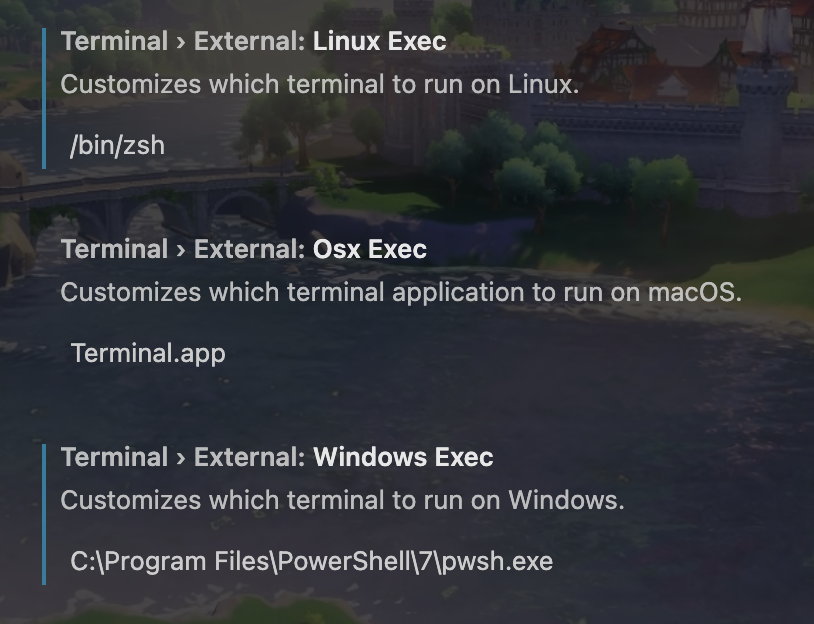 Terminal › External: Linux Exec
Customizes which terminal to run on Linux.
/bin/zsh
Terminal › External: Osx Exec
Customizes which terminal application to run on macOS.
Terminal.app
Terminal › External: Windows Exec
Customizes which terminal to run on Windows.
C:\Program Files\PowerShell\7\pwsh.exe